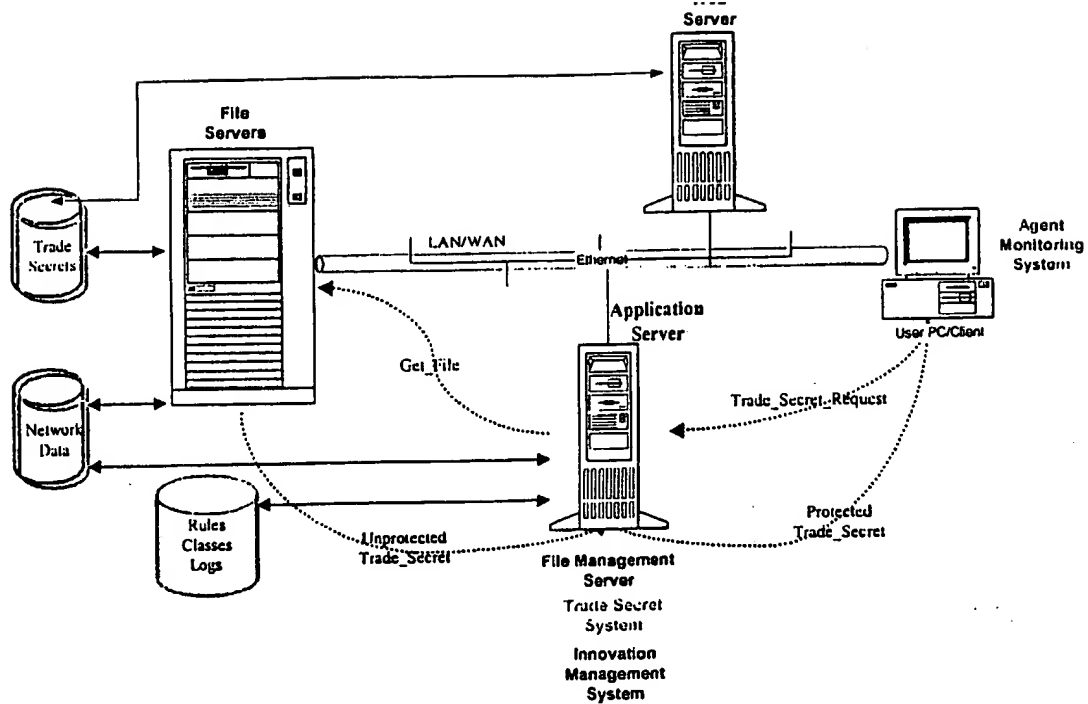 Server
File
Servers
Trade
Secrets
LAN/WAN
Ethernet
Agent
Monitoring
System
User PC/Client
Application
Server
Get_File
Trade_Secret_Request
Network
Data
Rules
Classes
Logs
Unprotected
Trade_Secret
Protected
Trade_Secret
File Management
Server
Trade Secret
System
Innovation
Management
System